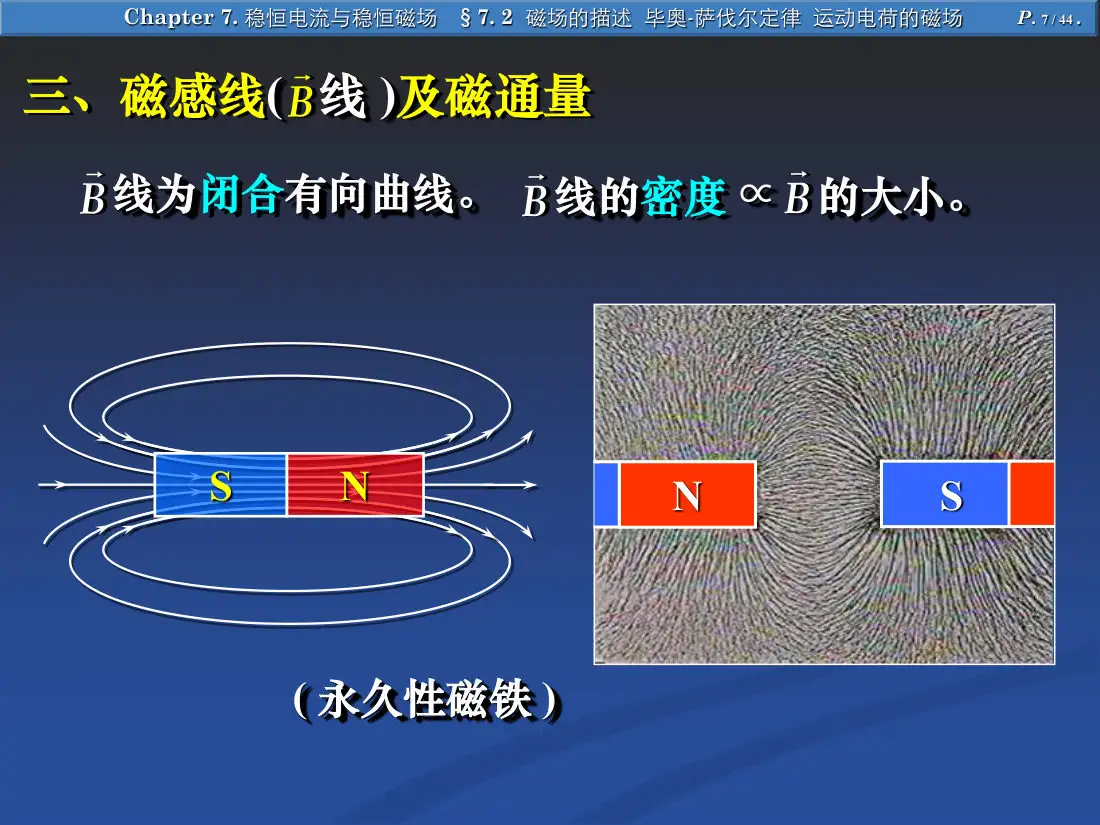 Chapter 7. 稳恒电流与稳恒磁场 §7. 2 磁场的描述 毕奥-萨伐尔定律 运动电荷的磁场 P. 7 / 44 .
三、磁感线(B⃗线 )及磁通量
B⃗线为闭合有向曲线。 B⃗线的密度 ∝ B⃗的大小。
S N
N S
( 永久性磁铁 )